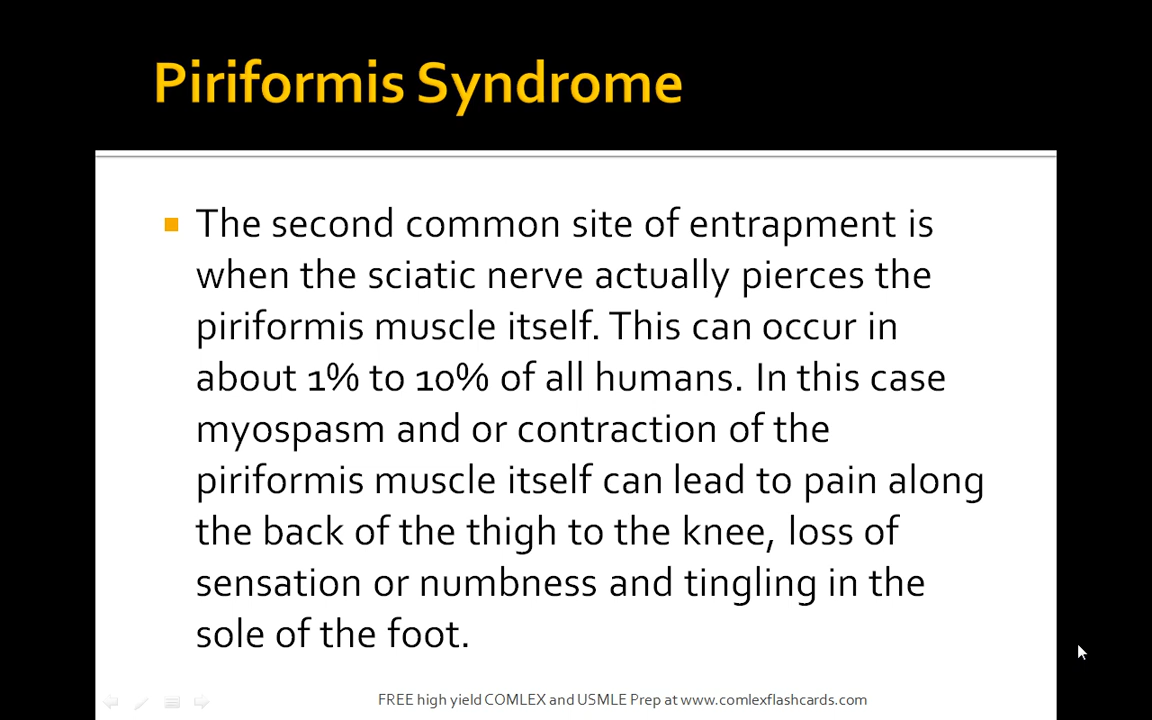 Piriformis Syndrome
The second common site of entrapment is
when the sciatic nerve actually pierces the
piriformis muscle itself. This can occur in
about 1% to 10% of all humans. In this case
myospasm and or contraction of the
piriformis muscle itself can lead to pain along
the back of the thigh to the knee, loss of
sensation or numbness and tingling in the
sole of the foot.
FREE high yield COMLEX and USMLE Prep at www.comlexflashcards.com